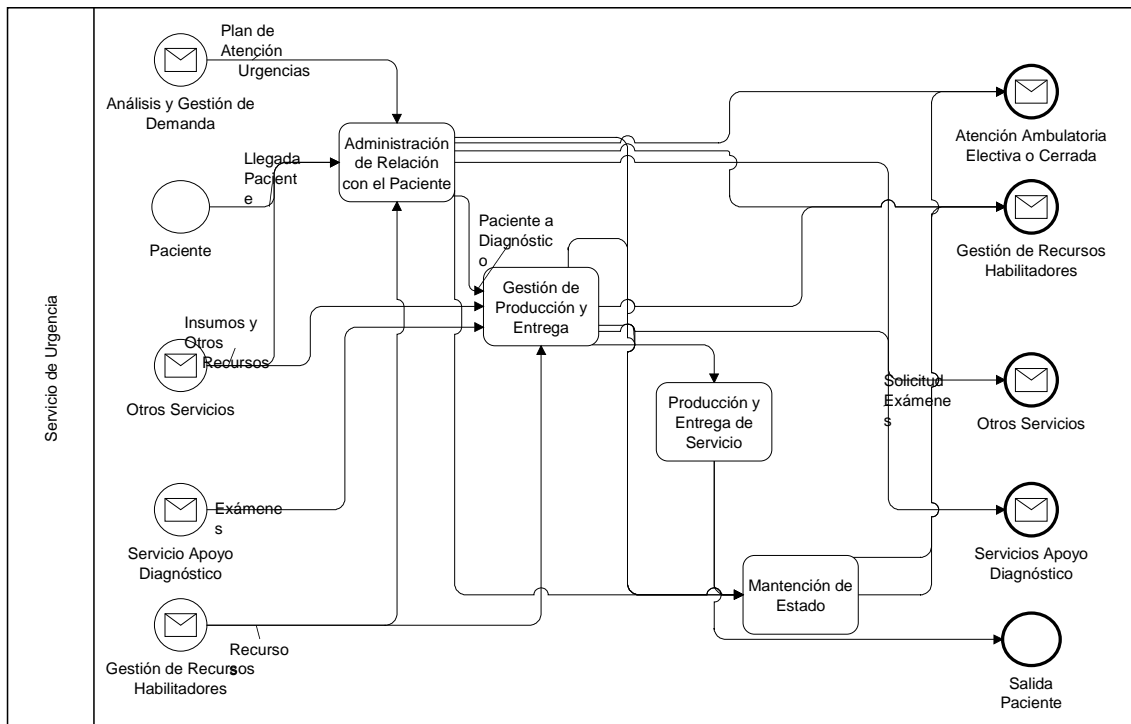 Servicio de Urgencia
Plan de
Atención
Urgencias
Análisis y Gestión de
Demanda
Llegada
Pacient
e
Paciente
Insumos y
Otros
Recursos
Otros Servicios
Exámene
s
Servicio Apoyo
Diagnóstico
Recurso
s
Gestión de Recursos
Habilitadores
Administración
de Relación
con el Paciente
Paciente a
Diagnóstic
o
Gestión de
Producción y
Entrega
Producción y
Entrega de
Servicio
Mantención de
Estado
Solicitud
Exámene
s
Atención Ambulatoria
Electiva o Cerrada
Gestión de Recursos
Habilitadores
Otros Servicios
Servicios Apoyo
Diagnóstico
Salida
Paciente